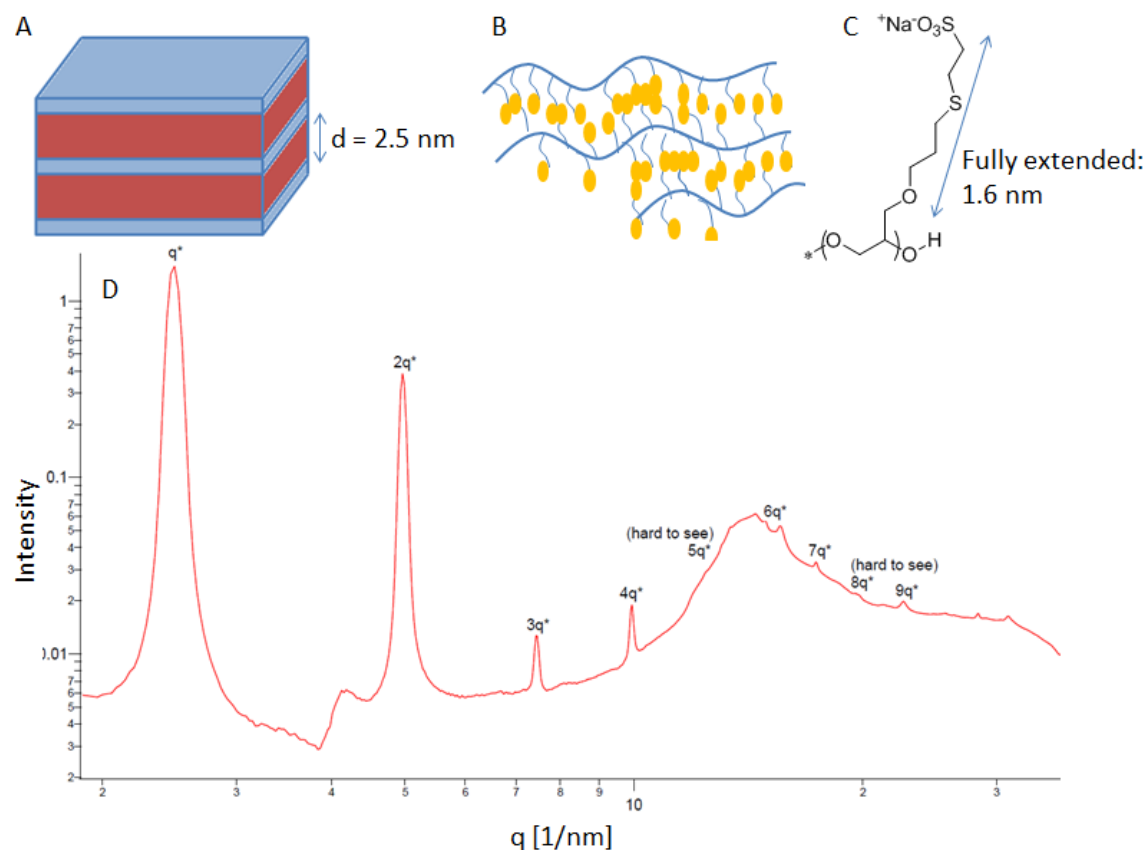 A
B
C
d = 2.5 nm
⁺Na⁻O₃S
S
Fully extended:
1.6 nm
O
*
(O
)
O
H
D
q*
2q*
3q*
4q*
(hard to see)
5q*
6q*
7q*
(hard to see)
8q*
9q*
Intensity
1
7
6
5
4
3
2
0.1
7
6
5
4
3
2
0.01
7
6
5
4
3
2
2
3
4
5
6
7
8
9
10
2
3
q [1/nm]